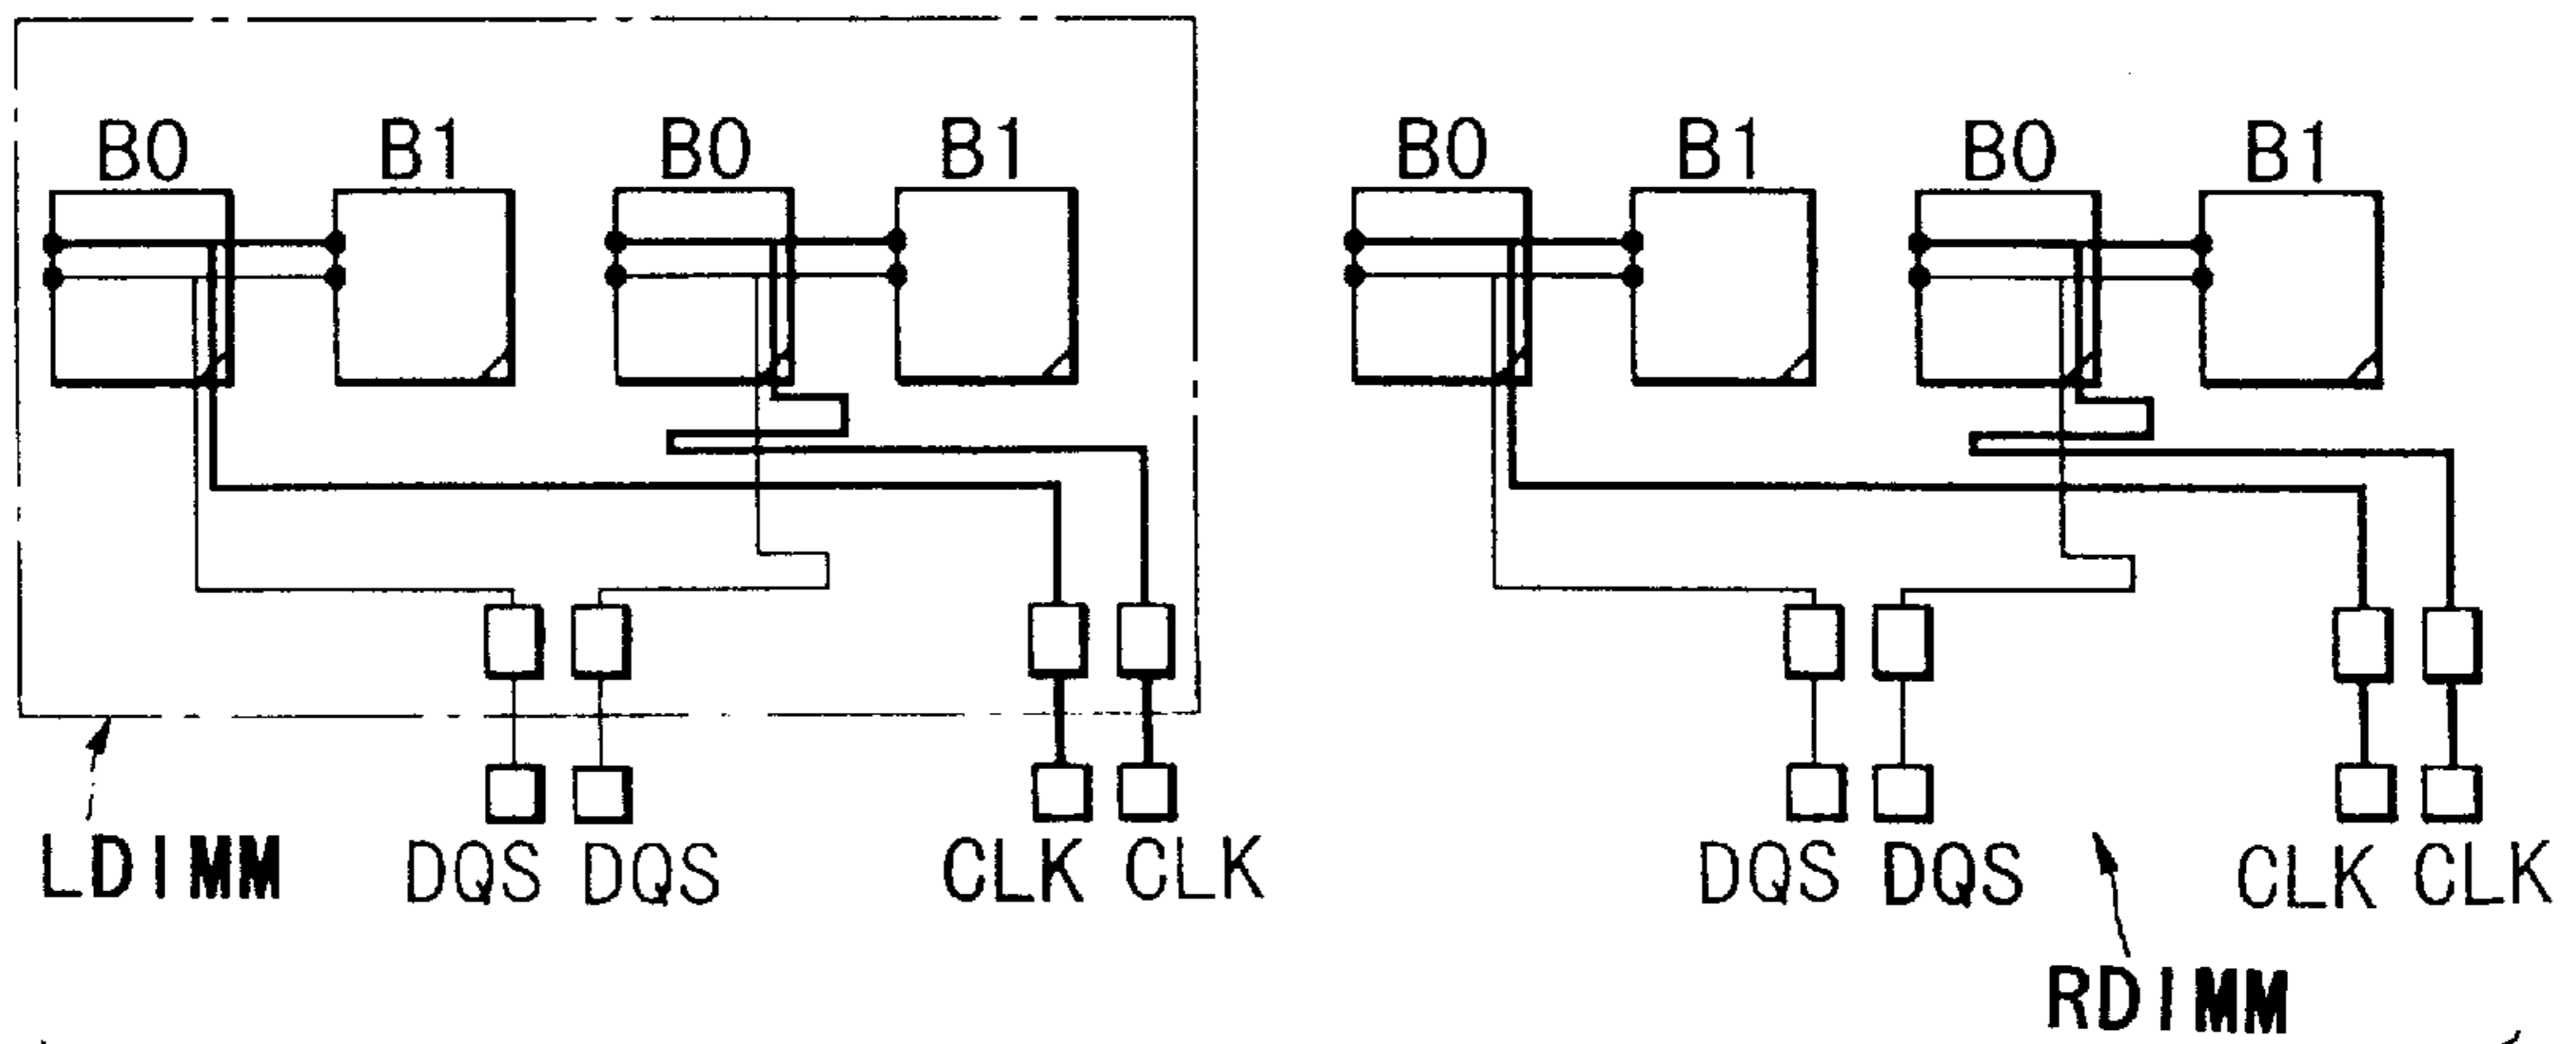 B0 B1 B0 B1 B0 B1 B0 B1
LDIMM DQS DQS CLK CLK DQS DQS CLK CLK
RDIMM